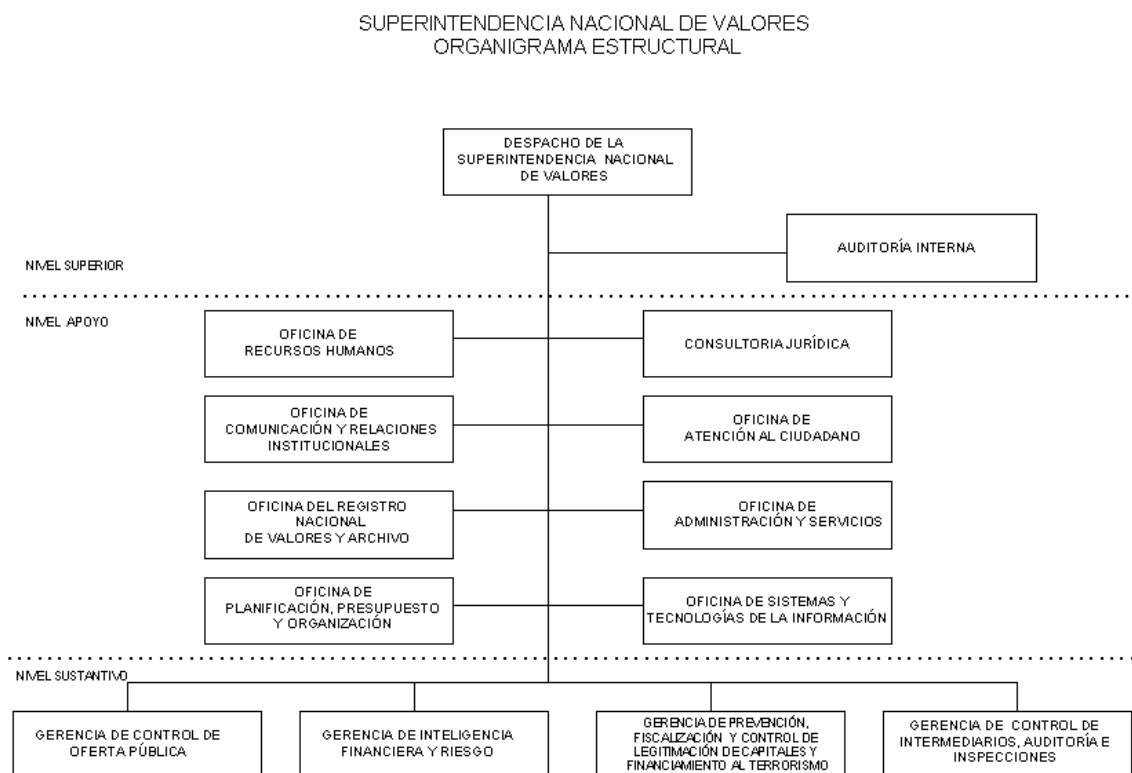 SUPERINTENDENCIA NACIONAL DE VALORES
ORGANIGRAMA ESTRUCTURAL
DESPACHO DE LA
SUPERINTENDENCIA NACIONAL
DE VALORES
AUDITORÍA INTERNA
NIVEL SUPERIOR
NIVEL APOYO
OFICINA DE
RECURSOS HUMANOS
CONSULTORIA JURÍDICA
OFICINA DE
COMUNICACIÓN Y RELACIONES
INSTITUCIONALES
OFICINA DE
ATENCIÓN AL CIUDADANO
OFICINA DEL REGISTRO
NACIONAL
DE VALORES Y ARCHIVO
OFICINA DE
ADMINISTRACIÓN Y SERVICIOS
OFICINA DE
PLANIFICACIÓN, PRESUPUESTO
Y ORGANIZACIÓN
OFICINA DE SISTEMAS Y
TECNOLOGÍAS DE LA INFORMACIÓN
NIVEL SUSTANTIVO
GERENCIA DE CONTROL DE
OFERTA PÚBLICA
GERENCIA DE INTELIGENCIA
FINANCIERA Y RIESGO
GERENCIA DE PREVENCIÓN,
FISCALIZACIÓN Y CONTROL DE
LEGITIMACIÓN DE CAPITALES Y
FINANCIAMIENTO AL TERRORISMO
GERENCIA DE CONTROL DE
INTERMEDIARIOS, AUDITORÍA E
INSPECCIONES